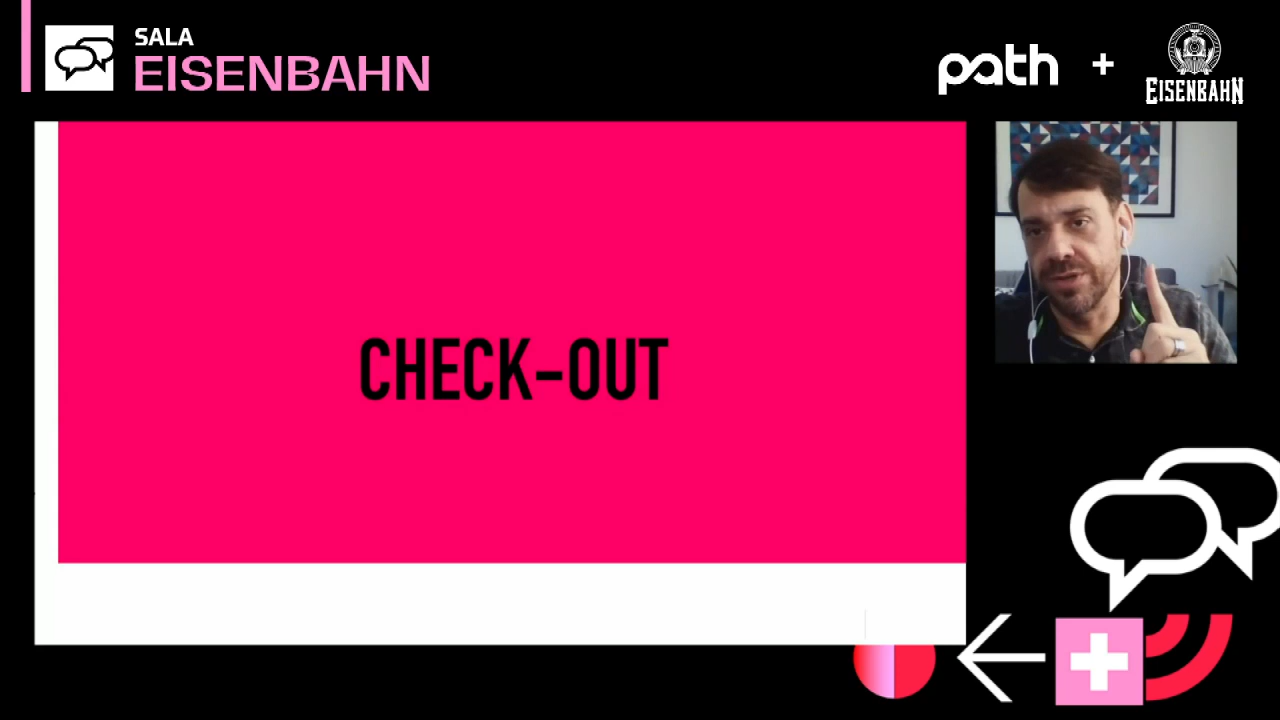 SALA
EISENBAHN
path +
EISENBAHN
CHECK-OUT